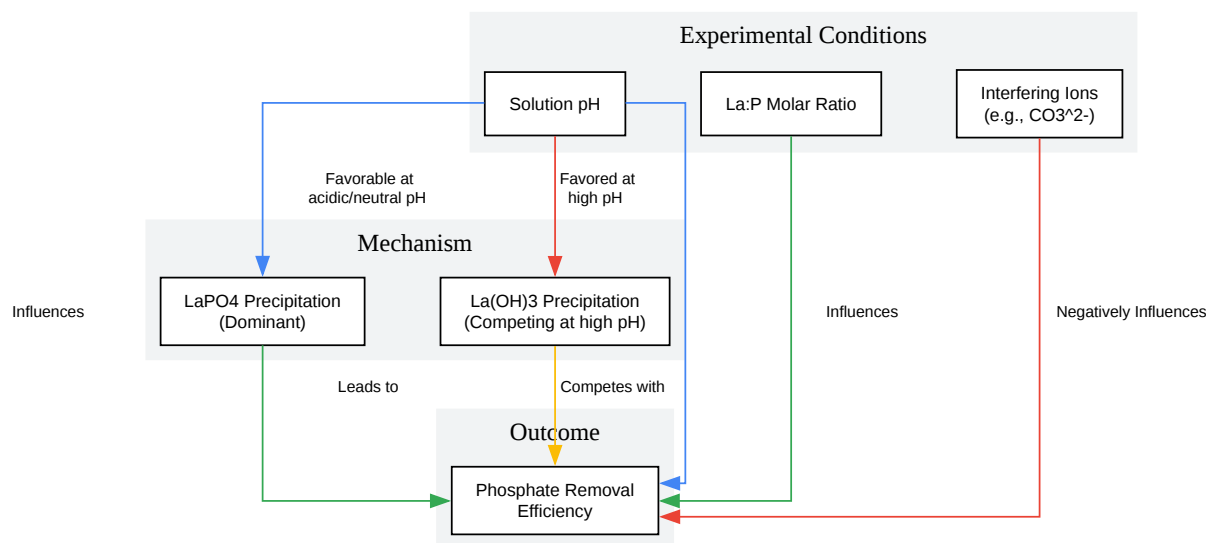 Experimental Conditions
Solution pH
La:P Molar Ratio
Interfering Ions
(e.g., CO3^2-)
Favorable at
acidic/neutral pH
Favored at
high pH
Mechanism
LaPO4 Precipitation
(Dominant)
La(OH)3 Precipitation
(Competing at high pH)
Influences
Influences
Negatively Influences
Leads to
Competes with
Outcome
Phosphate Removal
Efficiency